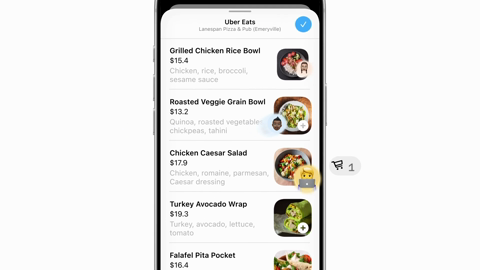 Uber Eats
Lanespan Pizza & Pub (Emeryville)
Grilled Chicken Rice Bowl
$15.4
Chicken, rice, broccoli,
sesame sauce
Roasted Veggie Grain Bowl
$13.2
Quinoa, roasted vegetables,
chickpeas, tahini
Chicken Caesar Salad
$17.9
Chicken, romaine, parmesan,
Caesar dressing
1
Turkey Avocado Wrap
$19.3
Turkey, avocado, lettuce,
tomato
Falafel Pita Pocket
$16.4